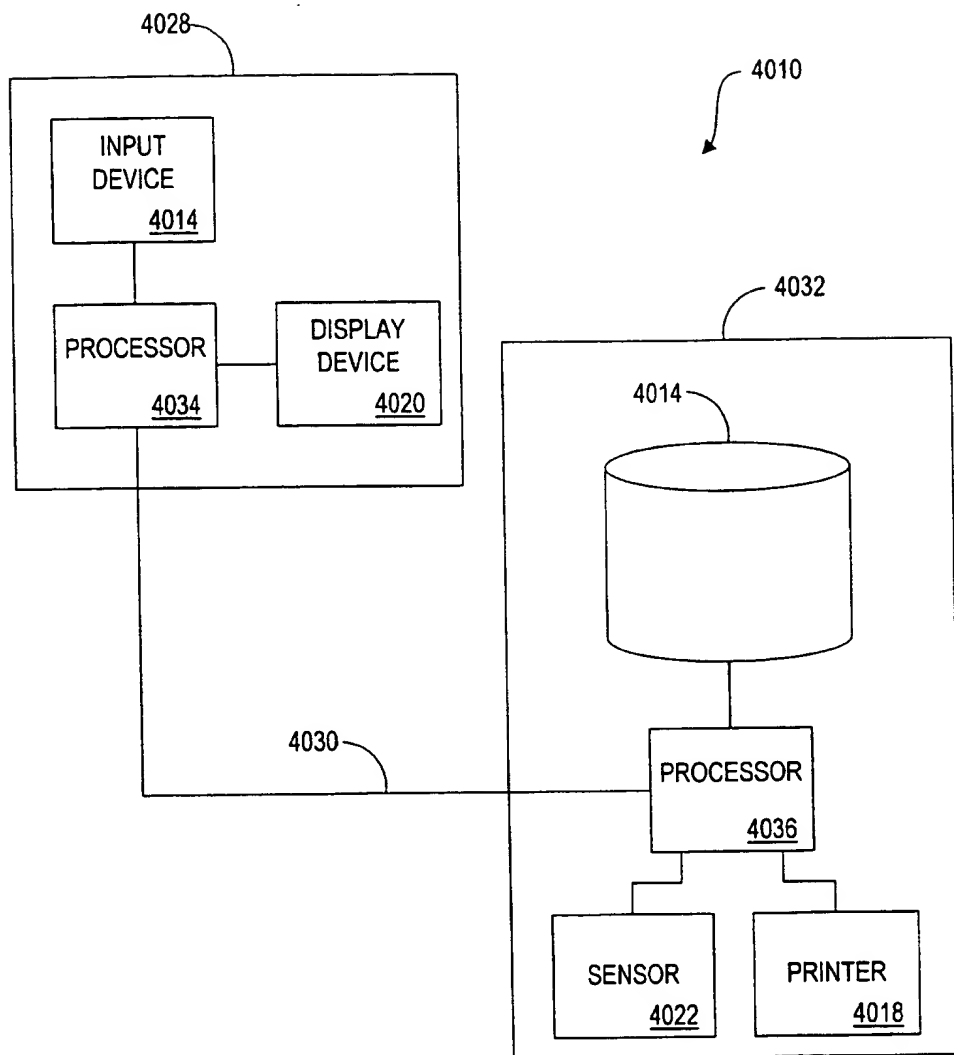 4028
4010
INPUT
DEVICE
4014
4032
PROCESSOR
4034
DISPLAY
DEVICE
4020
4014
4030
PROCESSOR
4036
SENSOR
4022
PRINTER
4018